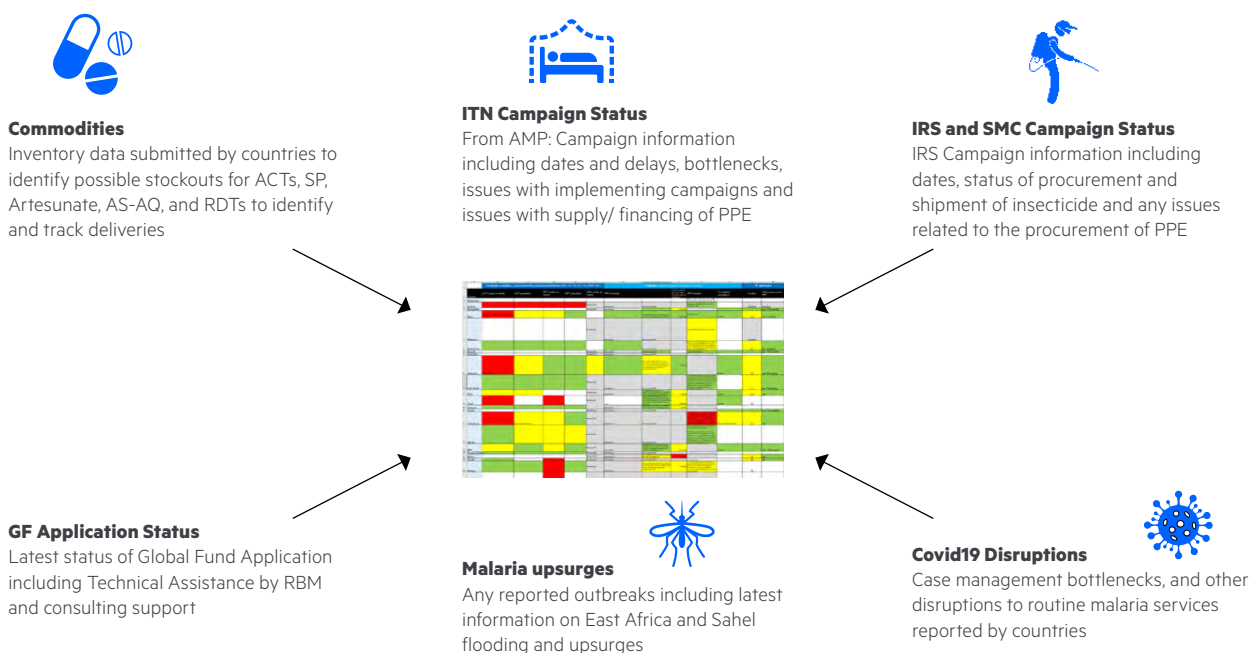 Commodities
Inventory data submitted by countries to
identify possible stockouts for ACTs, SP,
Artesunate, AS-AQ, and RDTs to identify
and track deliveries
ITN Campaign Status
From AMP: Campaign information
including dates and delays, bottlenecks,
issues with implementing campaigns and
issues with supply/ financing of PPE
IRS and SMC Campaign Status
IRS Campaign information including
dates, status of procurement and
shipment of insecticide and any issues
related to the procurement of PPE
GF Application Status
Latest status of Global Fund Application
including Technical Assistance by RBM
and consulting support
Malaria upsurges
Any reported outbreaks including latest
information on East Africa and Sahel
flooding and upsurges
Covid19 Disruptions
Case management bottlenecks, and other
disruptions to routine malaria services
reported by countries